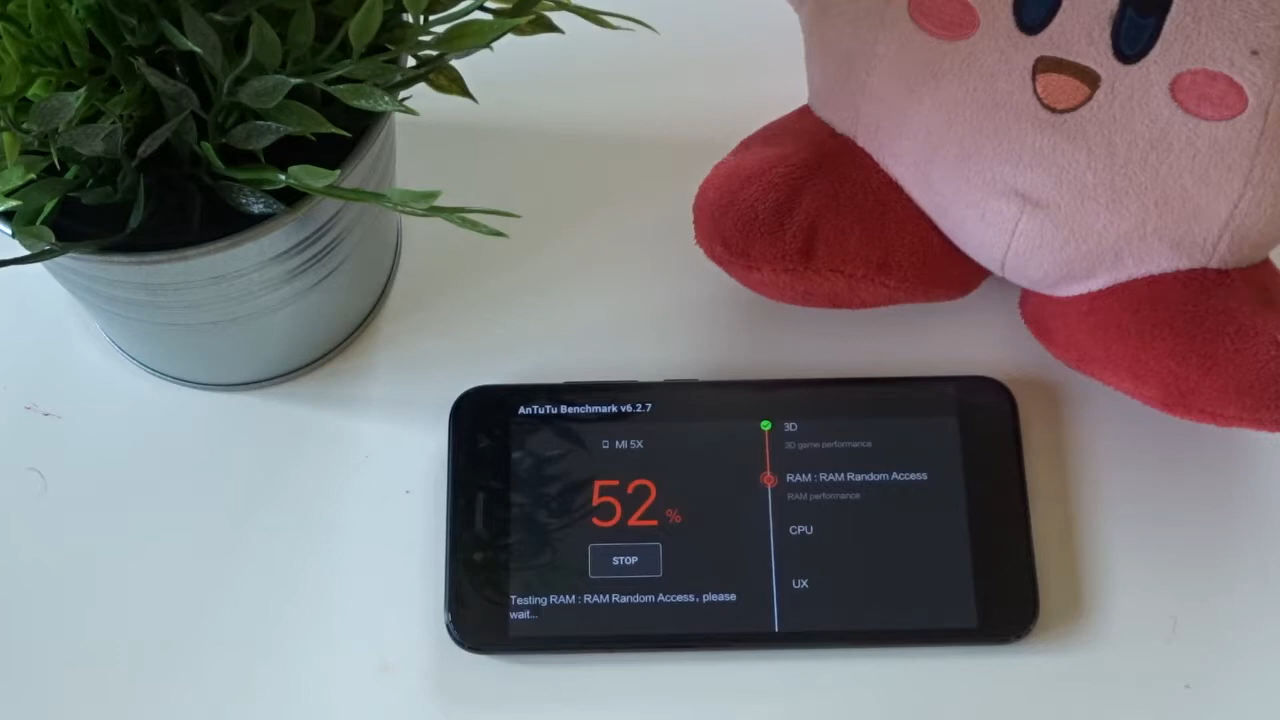 AnTuTu Benchmark v6.2.7
MI 5X
52 %
STOP
Testing RAM : RAM Random Access, please
wait...
3D
3D game performance
RAM : RAM Random Access
RAM performance
CPU
UX